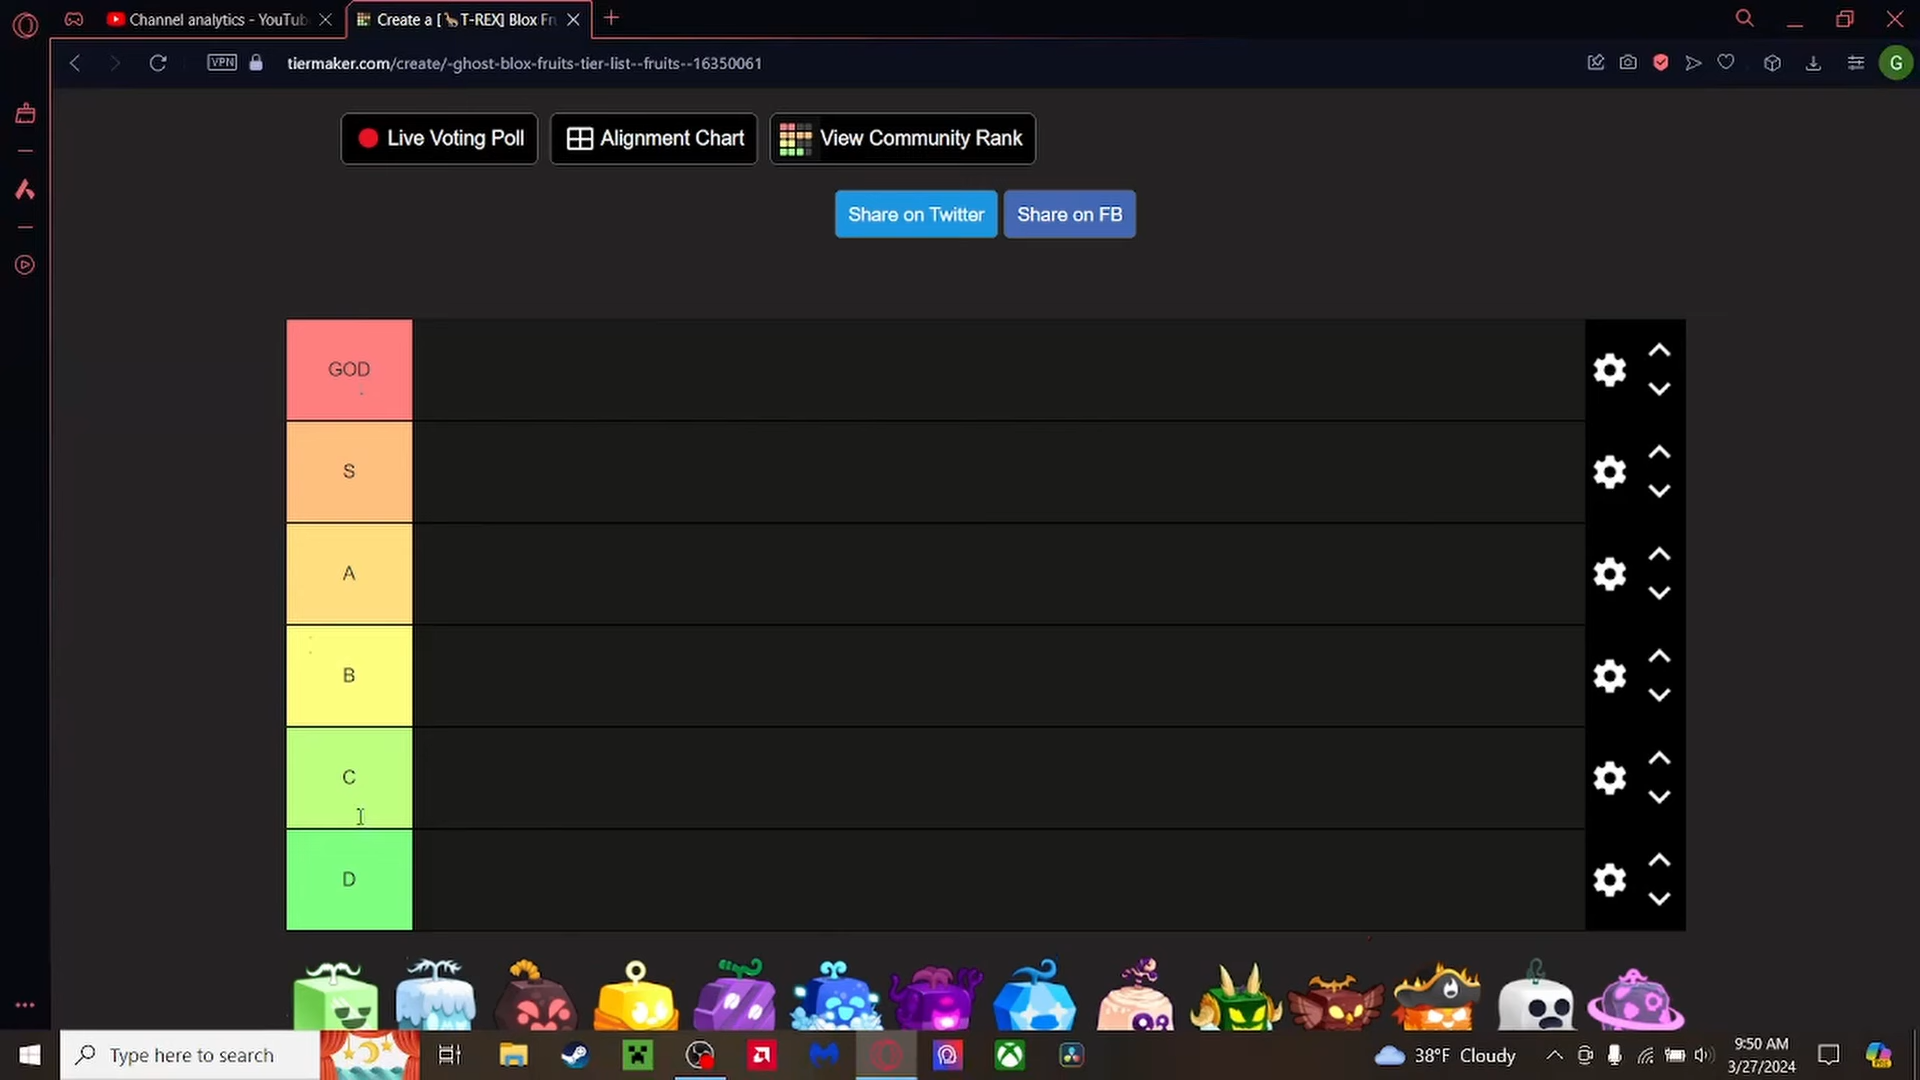 Channel analytics - YouTub
Create a [🦖T-REX] Blox Fr
VPN
tiermaker.com/create/-ghost-blox-fruits-tier-list--fruits--16350061
G
Live Voting Poll
Alignment Chart
View Community Rank
Share on Twitter
Share on FB
GOD
S
A
B
C
D
Type here to search
38°F Cloudy
9:50 AM
3/27/2024